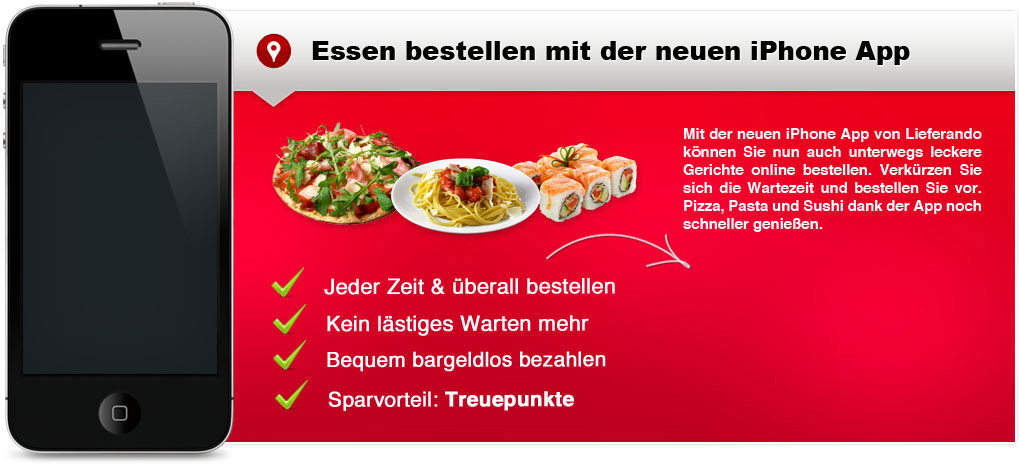 Essen bestellen mit der neuen iPhone App
Mit der neuen iPhone App von Lieferando
können Sie nun auch unterwegs leckere
Gerichte online bestellen. Verkürzen Sie
sich die Wartezeit und bestellen Sie vor.
Pizza, Pasta und Sushi dank der App noch
schneller genießen.
Jeder Zeit & überall bestellen
Kein lästiges Warten mehr
Bequem bargeldlos bezahlen
Sparvorteil: Treuepunkte